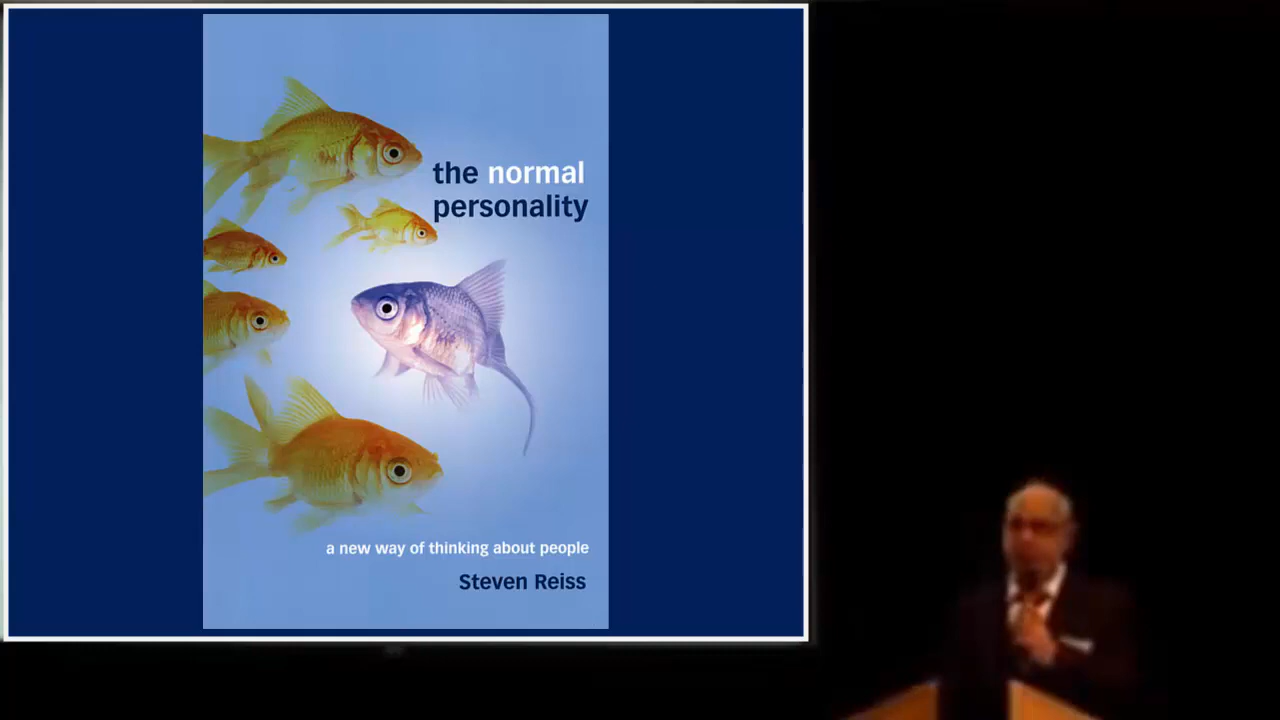 the normal
personality
a new way of thinking about people
Steven Reiss